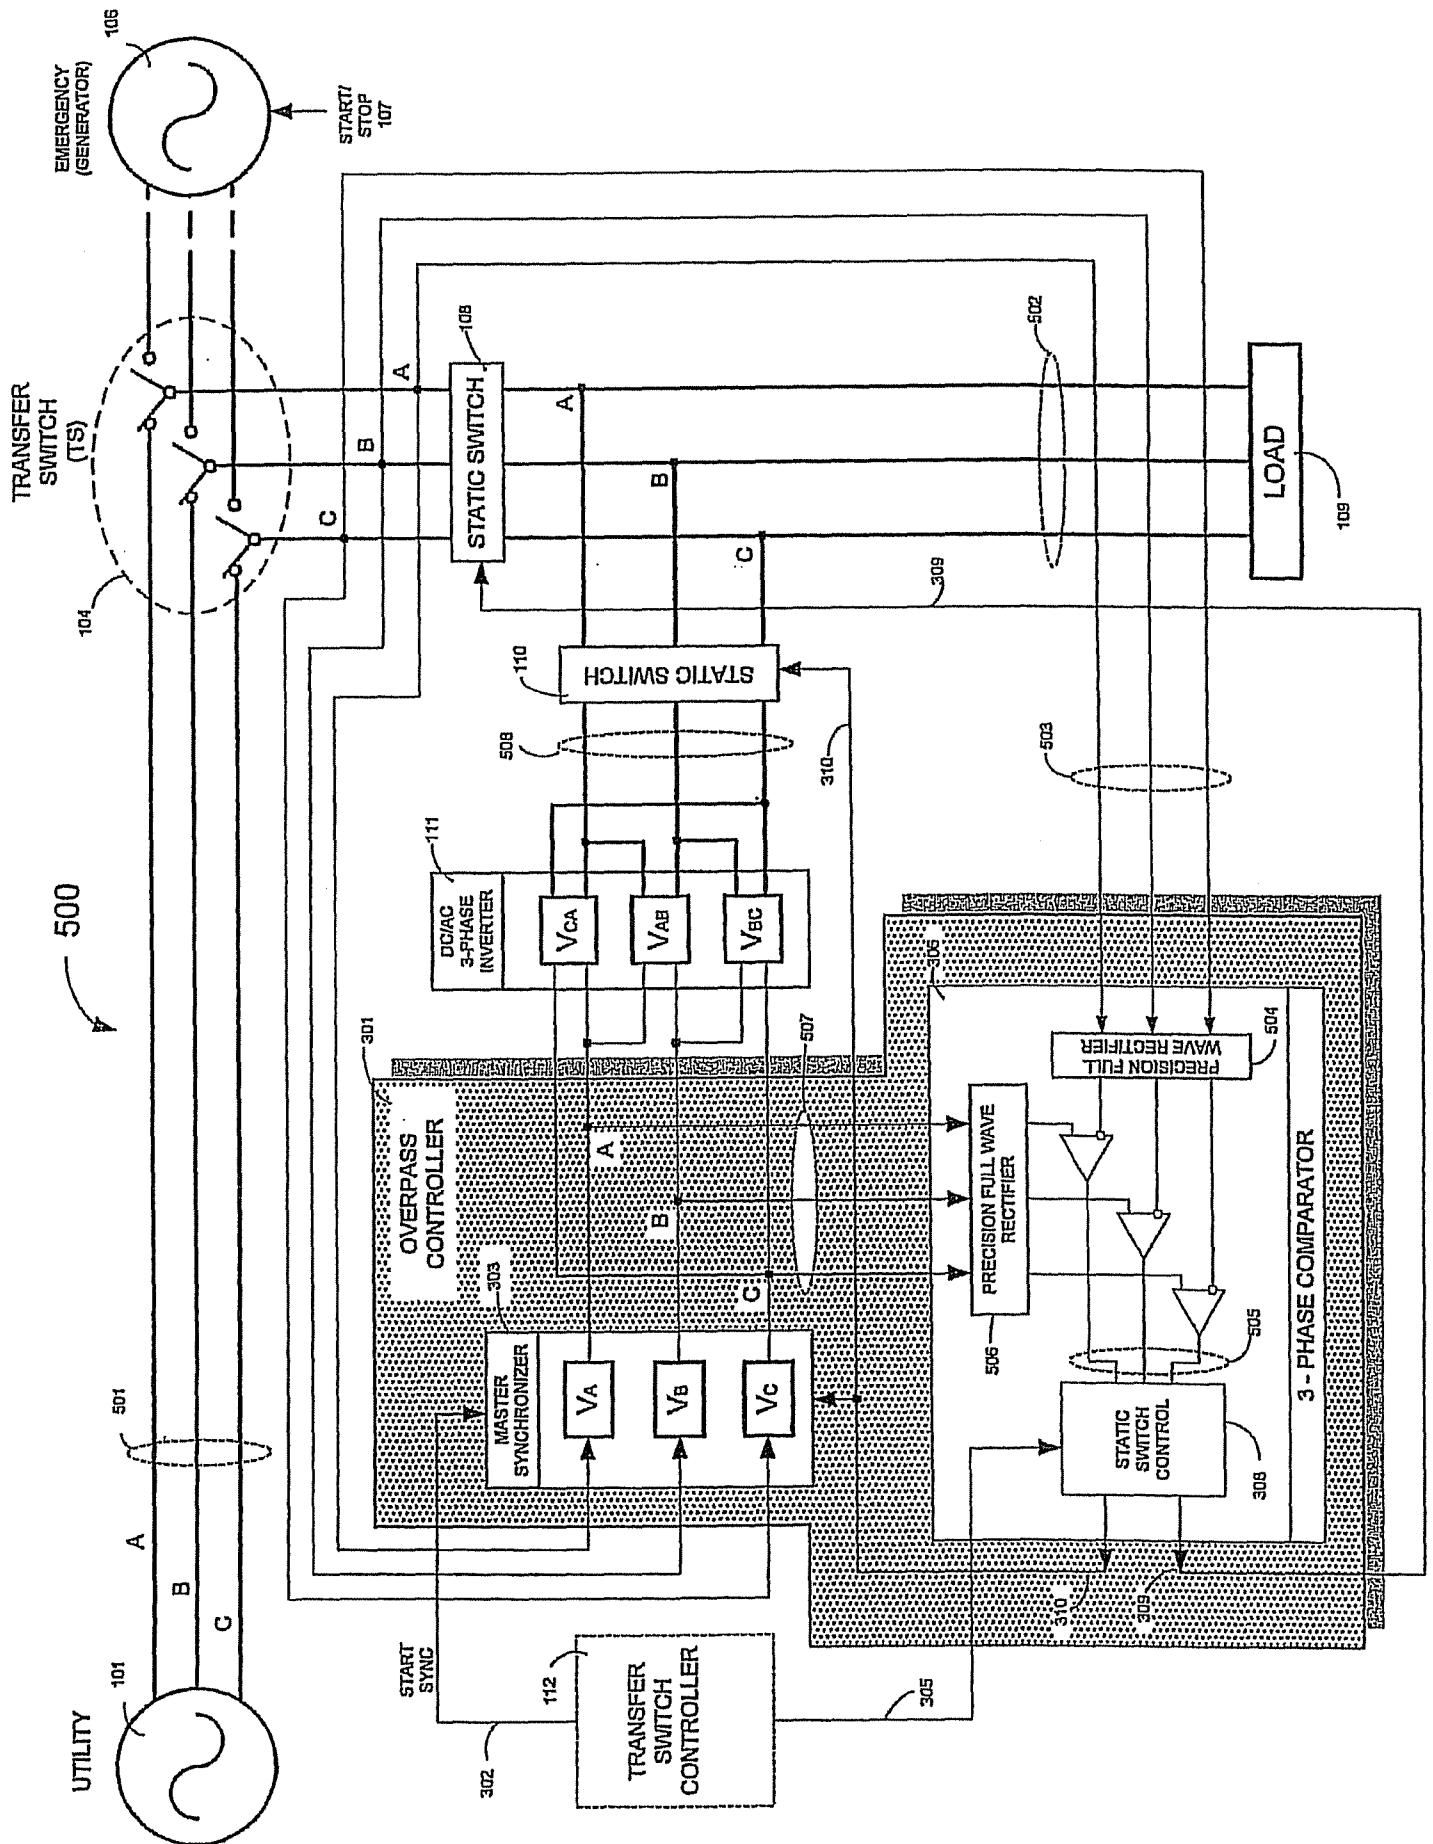 500
UTILITY
101
A
B
C
501
TRANSFER
SWITCH
(TS)
104
EMERGENCY
(GENERATOR)
106
START/
STOP
107
A
B
C
STATIC SWITCH
108
A
B
C
502
LOAD
109
309
STATIC SWITCH
110
508
310
DC/AC
3-PHASE
INVERTER
111
VCA
VAB
VBC
503
301
OVERPASS
CONTROLLER
303
MASTER
SYNCHRONIZER
VA
VB
VC
A
B
C
507
START
SYNC
302
112
TRANSFER
SWITCH
CONTROLLER
305
306
PRECISION FULL
WAVE RECTIFIER
504
PRECISION FULL WAVE
RECTIFIER
506
505
STATIC
SWITCH
CONTROL
308
310
309
3 - PHASE COMPARATOR